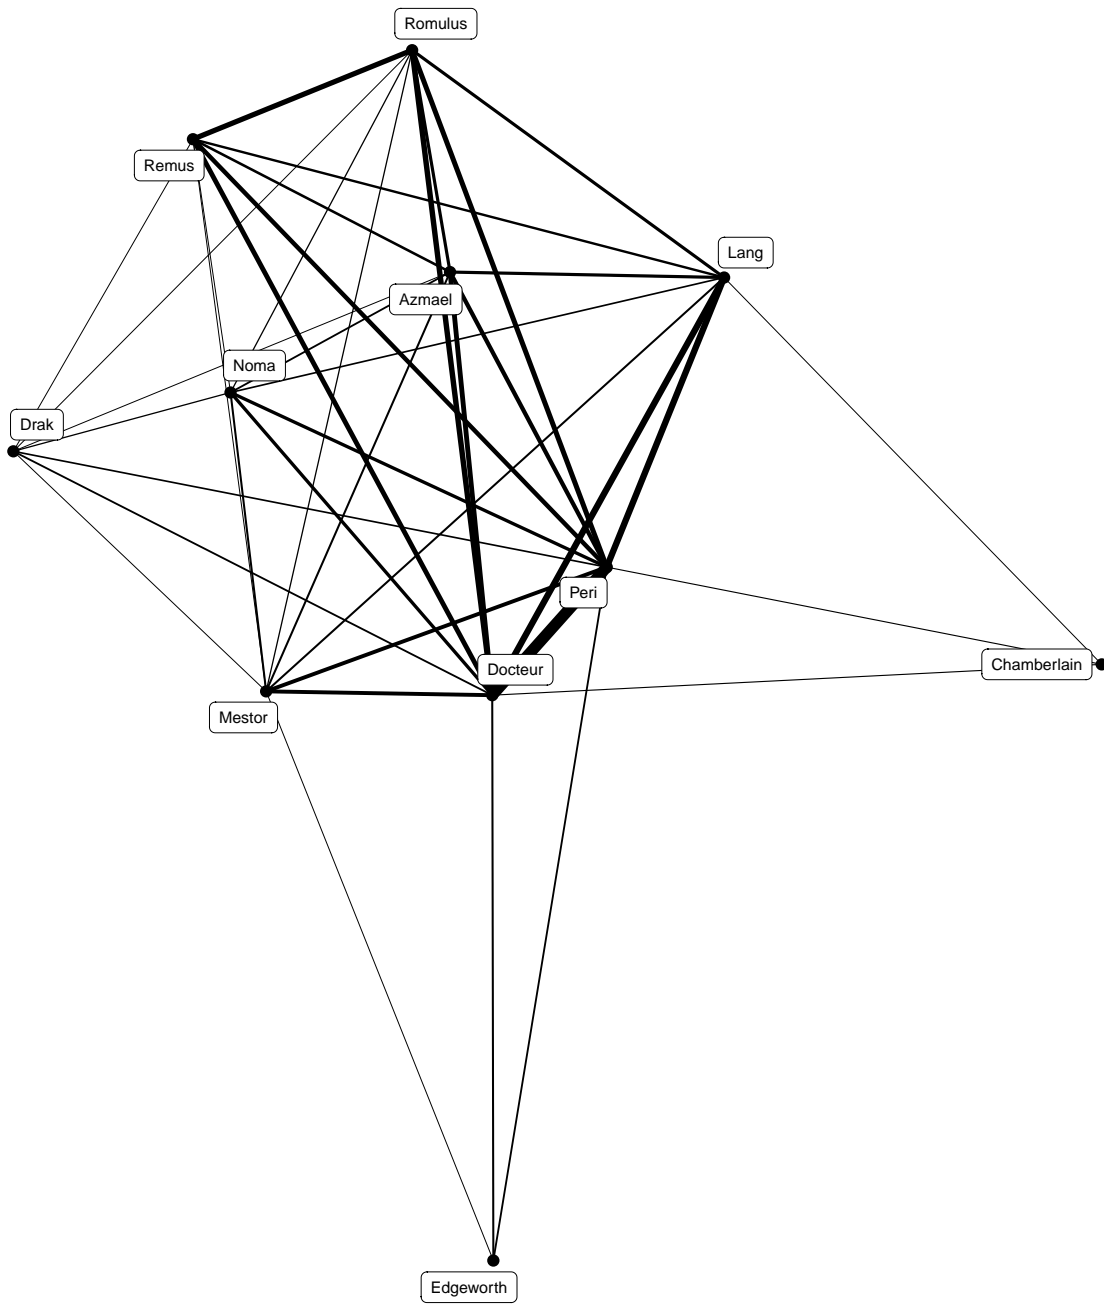 Romulus
Remus
Lang
Azmael
Noma
Drak
Peri
Chamberlain
Docteur
Mestor
Edgeworth